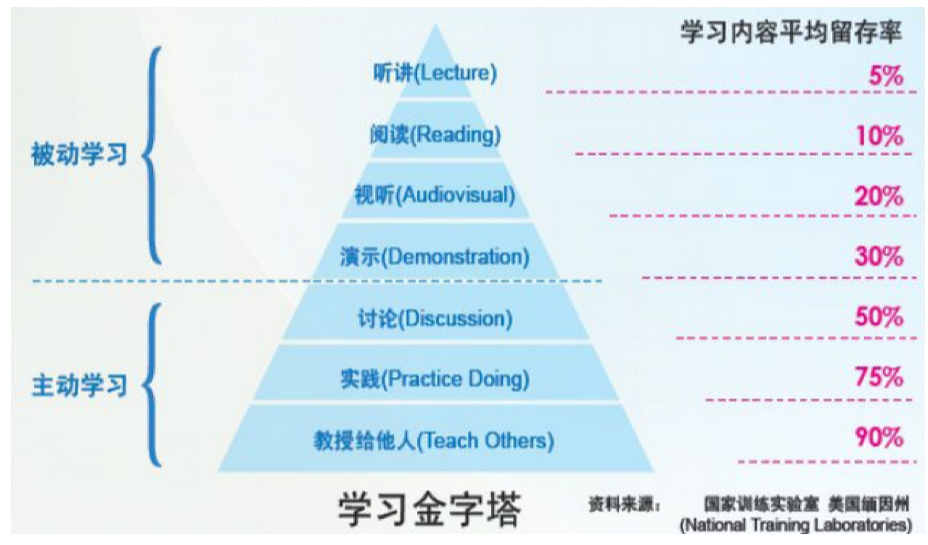 学习内容平均留存率
听讲(Lecture)
5%
阅读(Reading)
10%
被动学习
视听(Audiovisual)
20%
演示(Demonstration)
30%
讨论(Discussion)
50%
主动学习
实践(Practice Doing)
75%
教授给他人(Teach Others)
90%
学习金字塔
资料来源： 国家训练实验室 美国缅因州
(National Training Laboratories)